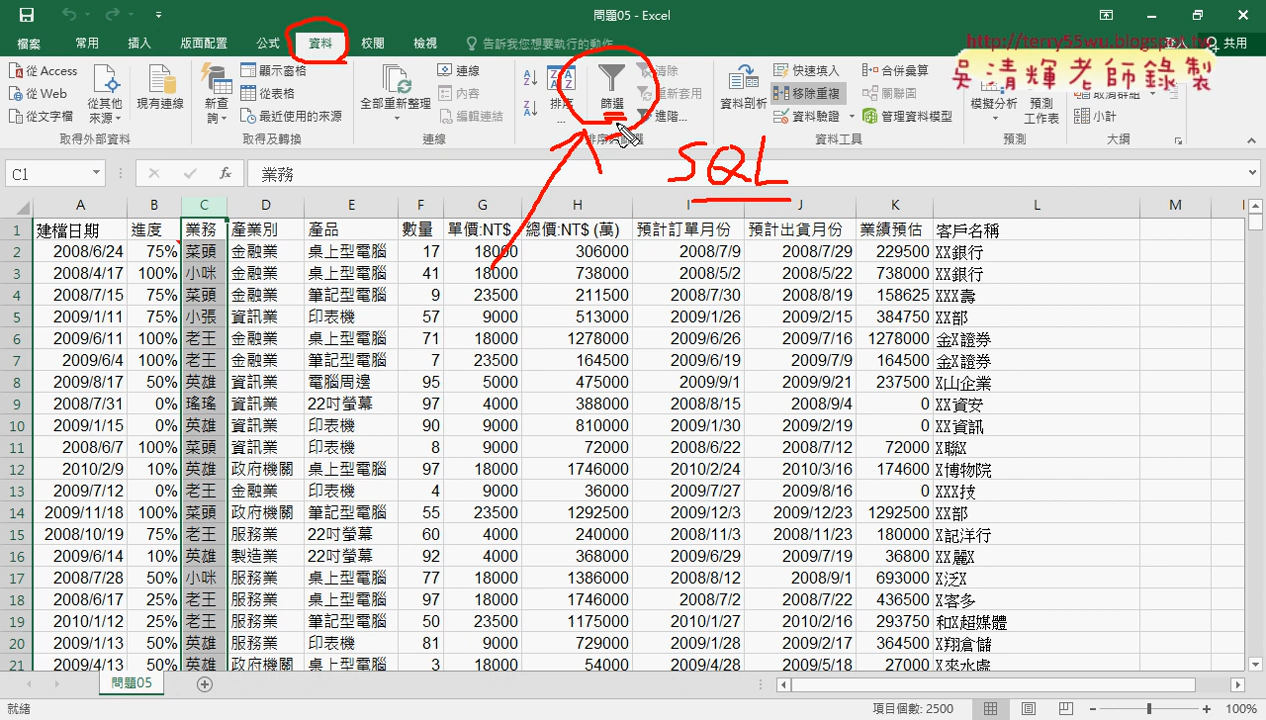 問題05 - Excel
檔案 常用 插入 版面配置 公式 資料 校閱 檢視 告訴我您想要執行的動作 共用
http://terry55wu.blogspot.tw
吳清輝老師錄製
從 Access
從 Web
從文字檔
從其他來源
現有連線
取得外部資料
新查詢
顯示查詢
從表格
最近使用的來源
取得及轉換
全部重新整理
連線
內容
編輯連結
連線
排序
篩選
清除
重新套用
進階...
資料剖析
快速填入
移除重複
資料驗證
合併彙算
關聯圖
管理資料模型
資料工具
模擬分析
預測工作表
預測
取消群組
小計
大綱
SQL
C1 fx 業務
A B C D E F G H I J K L M
1 建檔日期 進度 業務 產業別 產品 數量 單價:NT$ 總價:NT$ (萬) 預計訂單月份 預計出貨月份 業績預估 客戶名稱
2 2008/6/24 75% 菜頭 金融業 桌上型電腦 17 18000 306000 2008/7/9 2008/7/29 229500 XX銀行
3 2008/4/17 100% 小咪 金融業 桌上型電腦 41 18000 738000 2008/5/2 2008/5/22 738000 XX銀行
4 2008/7/15 75% 菜頭 金融業 筆記型電腦 9 23500 211500 2008/7/30 2008/8/19 158625 XXX壽
5 2009/1/11 75% 小張 資訊業 印表機 57 9000 513000 2009/1/26 2009/2/15 384750 XX部
6 2009/6/11 100% 老王 金融業 桌上型電腦 71 18000 1278000 2009/6/26 2009/7/16 1278000 金X證券
7 2009/6/4 100% 老王 金融業 筆記型電腦 7 23500 164500 2009/6/19 2009/7/9 164500 金X證券
8 2009/8/17 50% 英雄 資訊業 電腦周邊 95 5000 475000 2009/9/1 2009/9/21 237500 X山企業
9 2008/7/31 0% 瑤瑤 資訊業 22吋螢幕 97 4000 388000 2008/8/15 2008/9/4 0 XX資安
10 2009/1/15 0% 英雄 資訊業 印表機 90 9000 810000 2009/1/30 2009/2/19 0 XX資訊
11 2008/6/7 100% 菜頭 資訊業 印表機 8 9000 72000 2008/6/22 2008/7/12 72000 X聯X
12 2010/2/9 10% 英雄 政府機關 桌上型電腦 97 18000 1746000 2010/2/24 2010/3/16 174600 X博物院
13 2009/7/12 0% 老王 金融業 印表機 4 9000 36000 2009/7/27 2009/8/16 0 XXX技
14 2009/11/18 100% 菜頭 政府機關 筆記型電腦 55 23500 1292500 2009/12/3 2009/12/23 1292500 XX部
15 2008/10/19 75% 老王 服務業 22吋螢幕 60 4000 240000 2008/11/3 2008/11/23 180000 X記洋行
16 2009/6/14 10% 英雄 製造業 22吋螢幕 92 4000 368000 2009/6/29 2009/7/19 36800 XX麗X
17 2008/7/28 50% 小咪 服務業 桌上型電腦 77 18000 1386000 2008/8/12 2008/9/1 693000 X泛X
18 2008/6/17 25% 老王 服務業 桌上型電腦 97 18000 1746000 2008/7/2 2008/7/22 436500 X客多
19 2010/1/12 25% 老王 服務業 筆記型電腦 50 23500 1175000 2010/1/27 2010/2/16 293750 和X超媒體
20 2009/1/13 50% 英雄 服務業 印表機 81 9000 729000 2009/1/28 2009/2/17 364500 X翔倉儲
21 2009/4/13 50% 英雄 政府機關 桌上型電腦 3 18000 54000 2009/4/28 2009/5/18 27000 X來水處
問題05
就緒 項目個數: 2500 100%